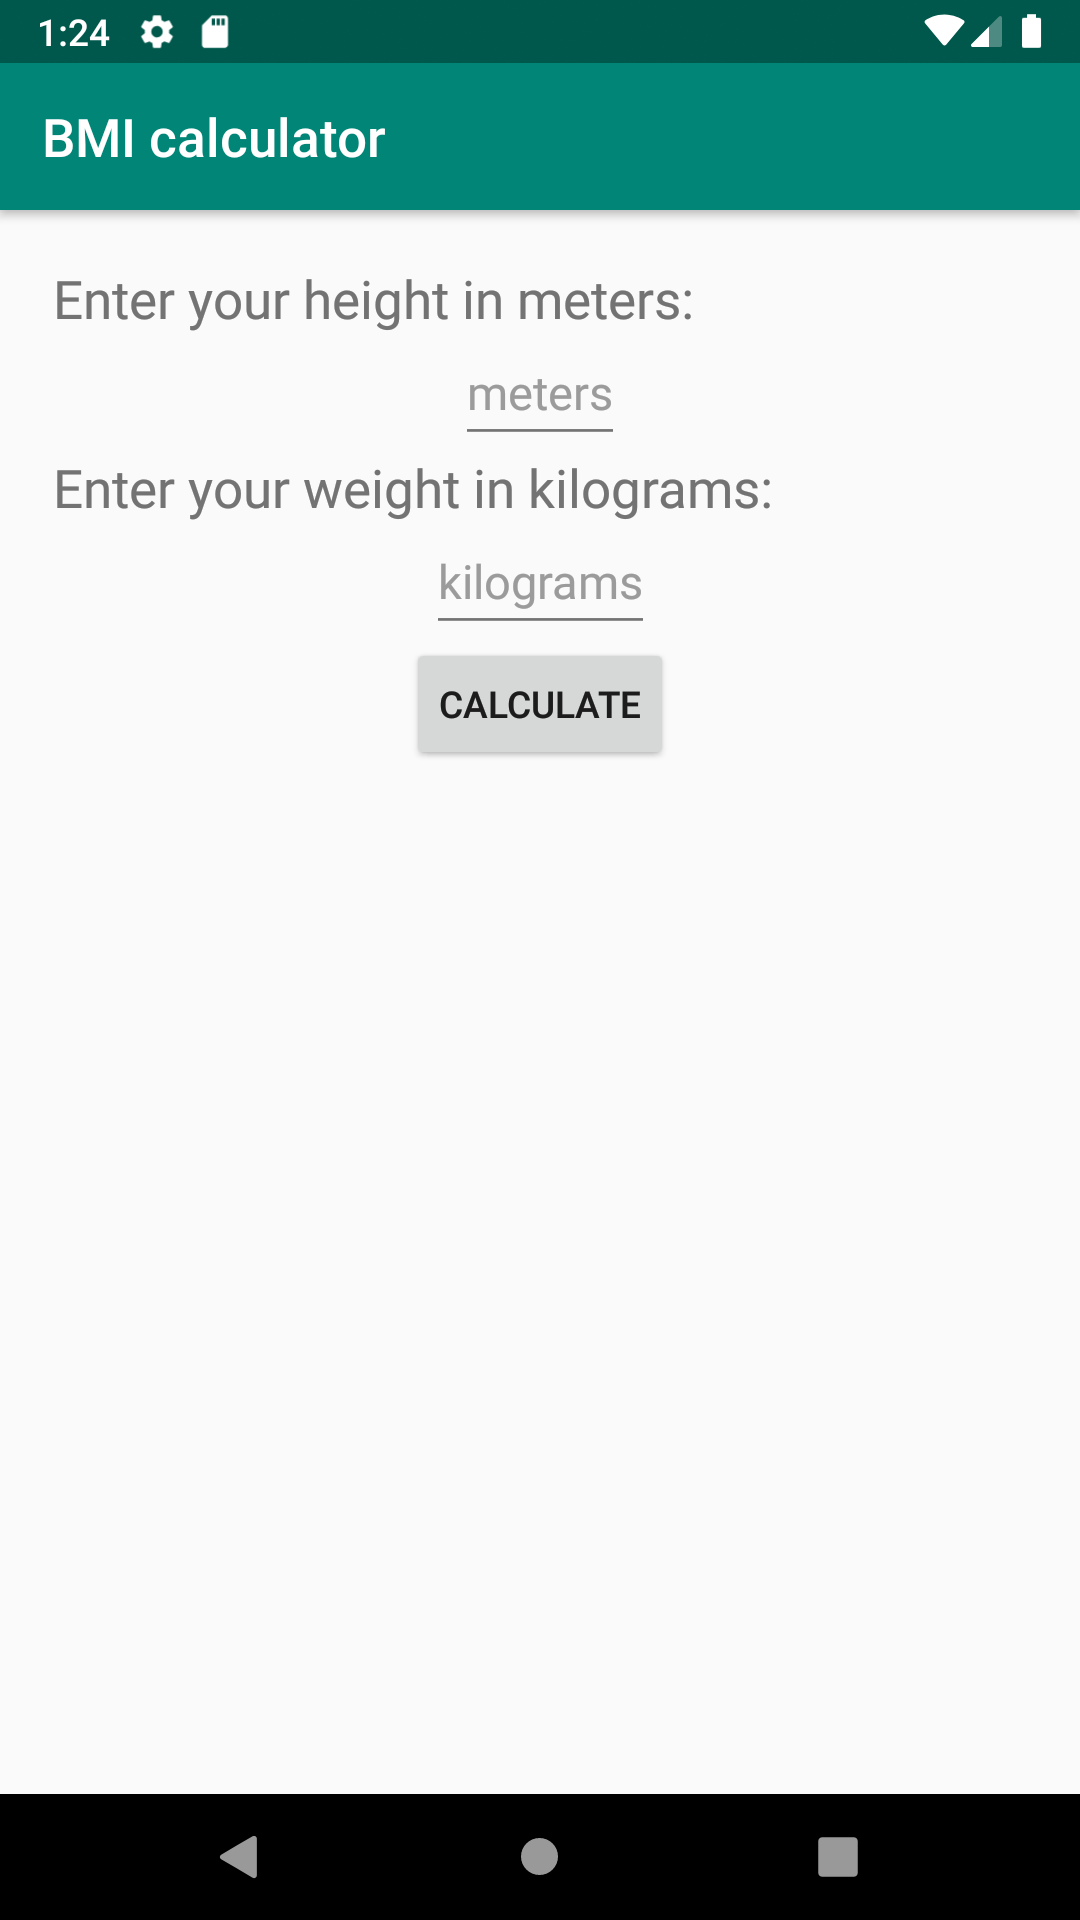 1:24
BMI calculator
Enter your height in meters:
meters
Enter your weight in kilograms:
kilograms
CALCULATE